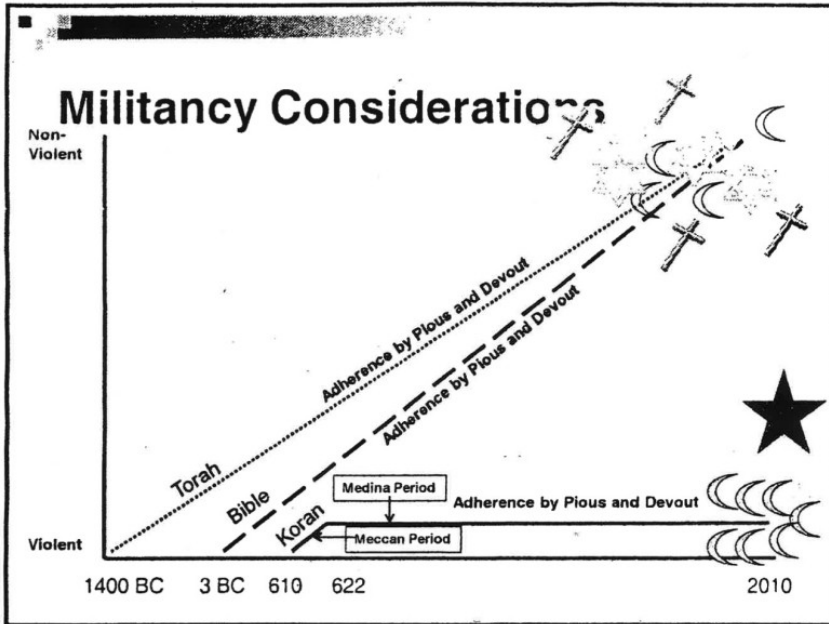 Militancy Considerations
Non-
Violent
Adherence by Pious and Devout
Adherence by Pious and Devout
Torah
Bible
Koran
Medina Period
Adherence by Pious and Devout
Meccan Period
Violent
1400 BC 3 BC 610 622 2010